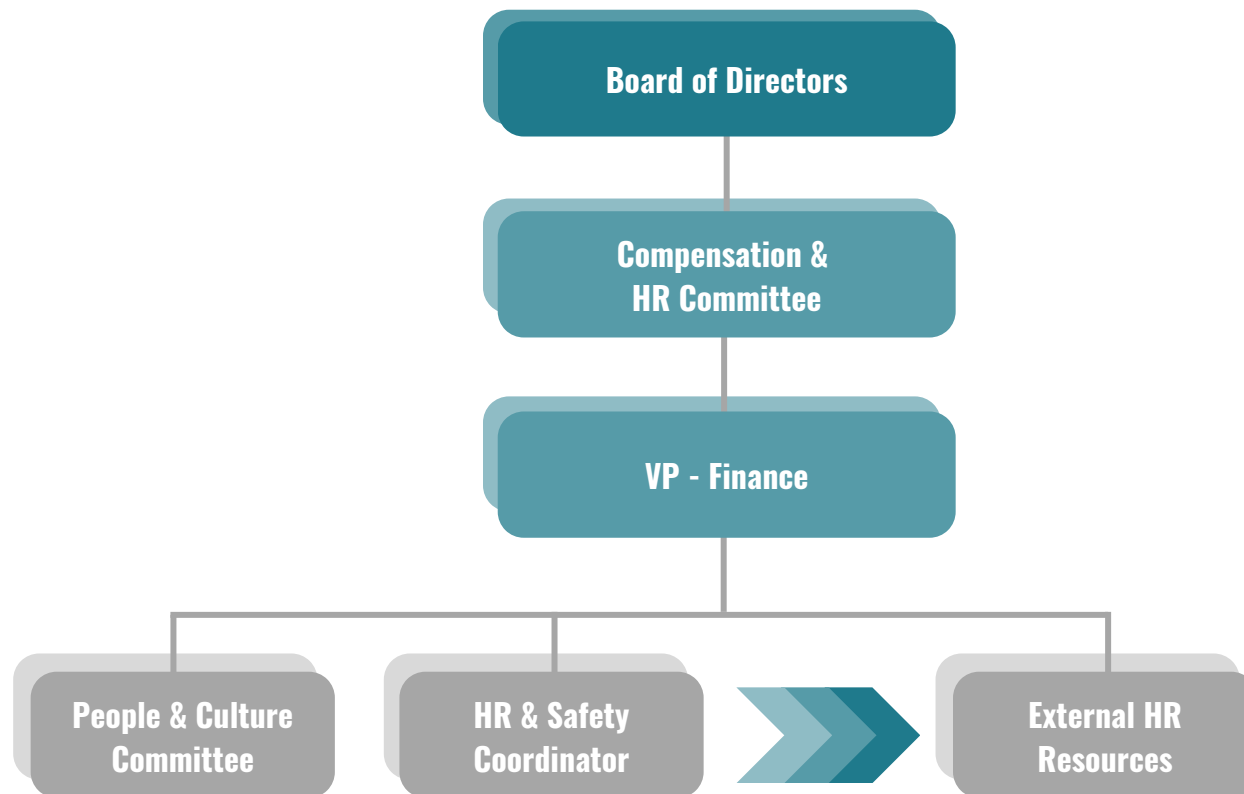 Board of Directors
Compensation &
HR Committee
VP - Finance
People & Culture
Committee
HR & Safety
Coordinator
External HR
Resources